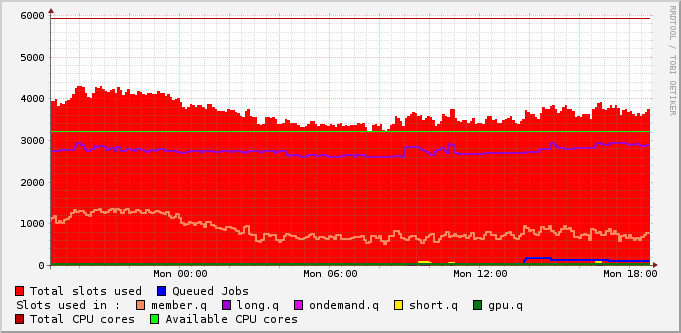 6000
5000
4000
3000
2000
1000
0
Mon 00:00 Mon 06:00 Mon 12:00 Mon 18:00
Total slots used Queued Jobs
Slots used in : member.q long.q ondemand.q short.q gpu.q
Total CPU cores Available CPU cores
RRDTOOL / TOBI OETIKER